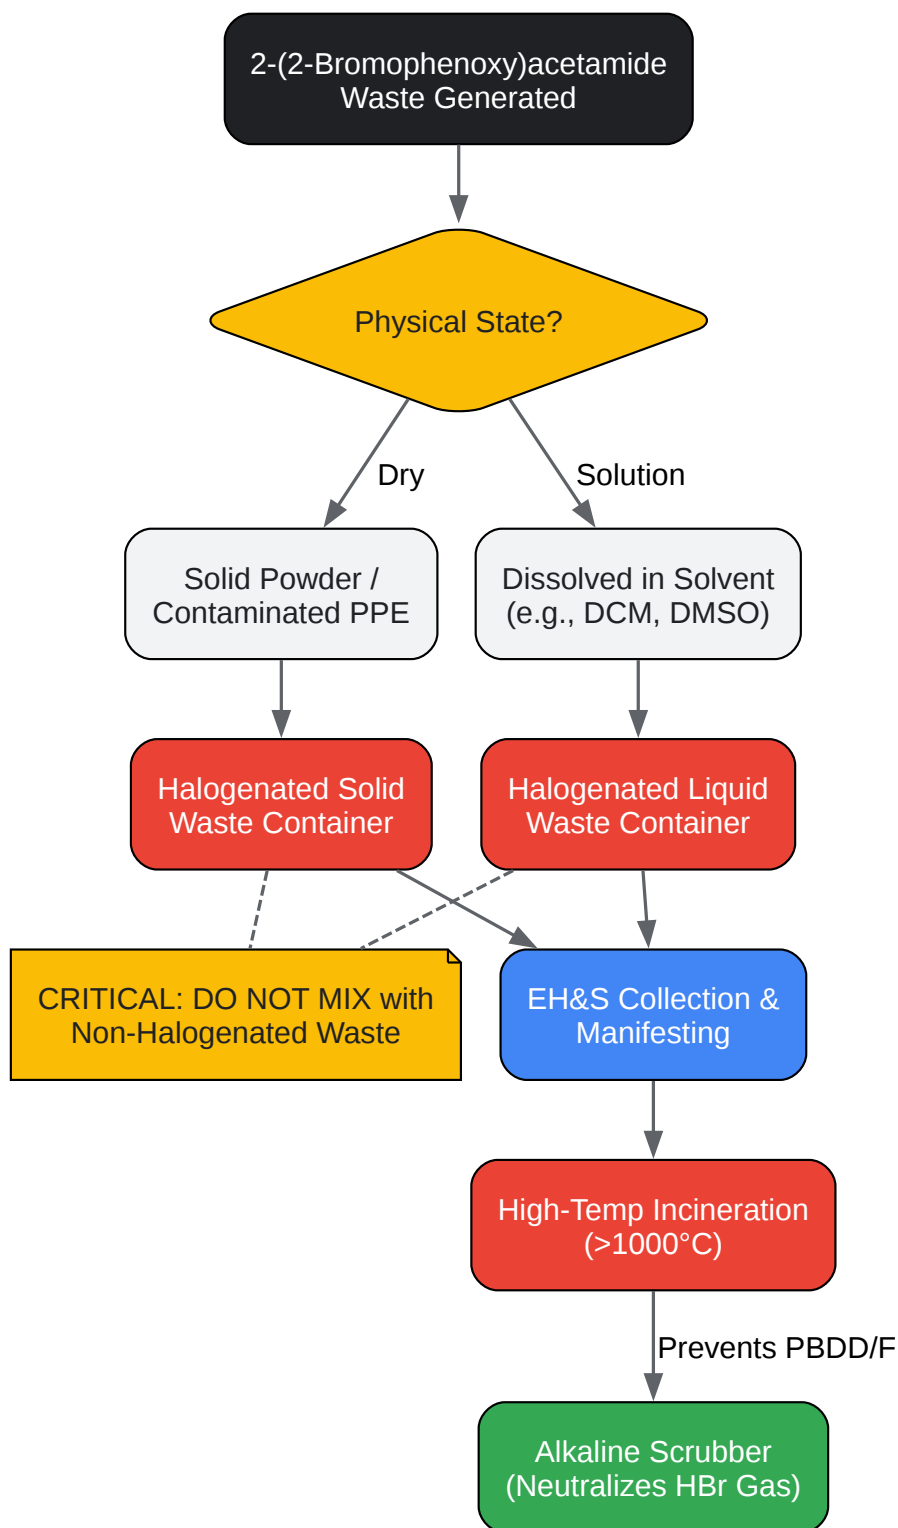 2-(2-Bromophenoxy)acetamide
Waste Generated
Physical State?
Dry
Solution
Solid Powder /
Contaminated PPE
Dissolved in Solvent
(e.g., DCM, DMSO)
Halogenated Solid
Waste Container
Halogenated Liquid
Waste Container
CRITICAL: DO NOT MIX with
Non-Halogenated Waste
EH&S Collection &
Manifesting
High-Temp Incineration
(>1000°C)
Prevents PBDD/F
Alkaline Scrubber
(Neutralizes HBr Gas)